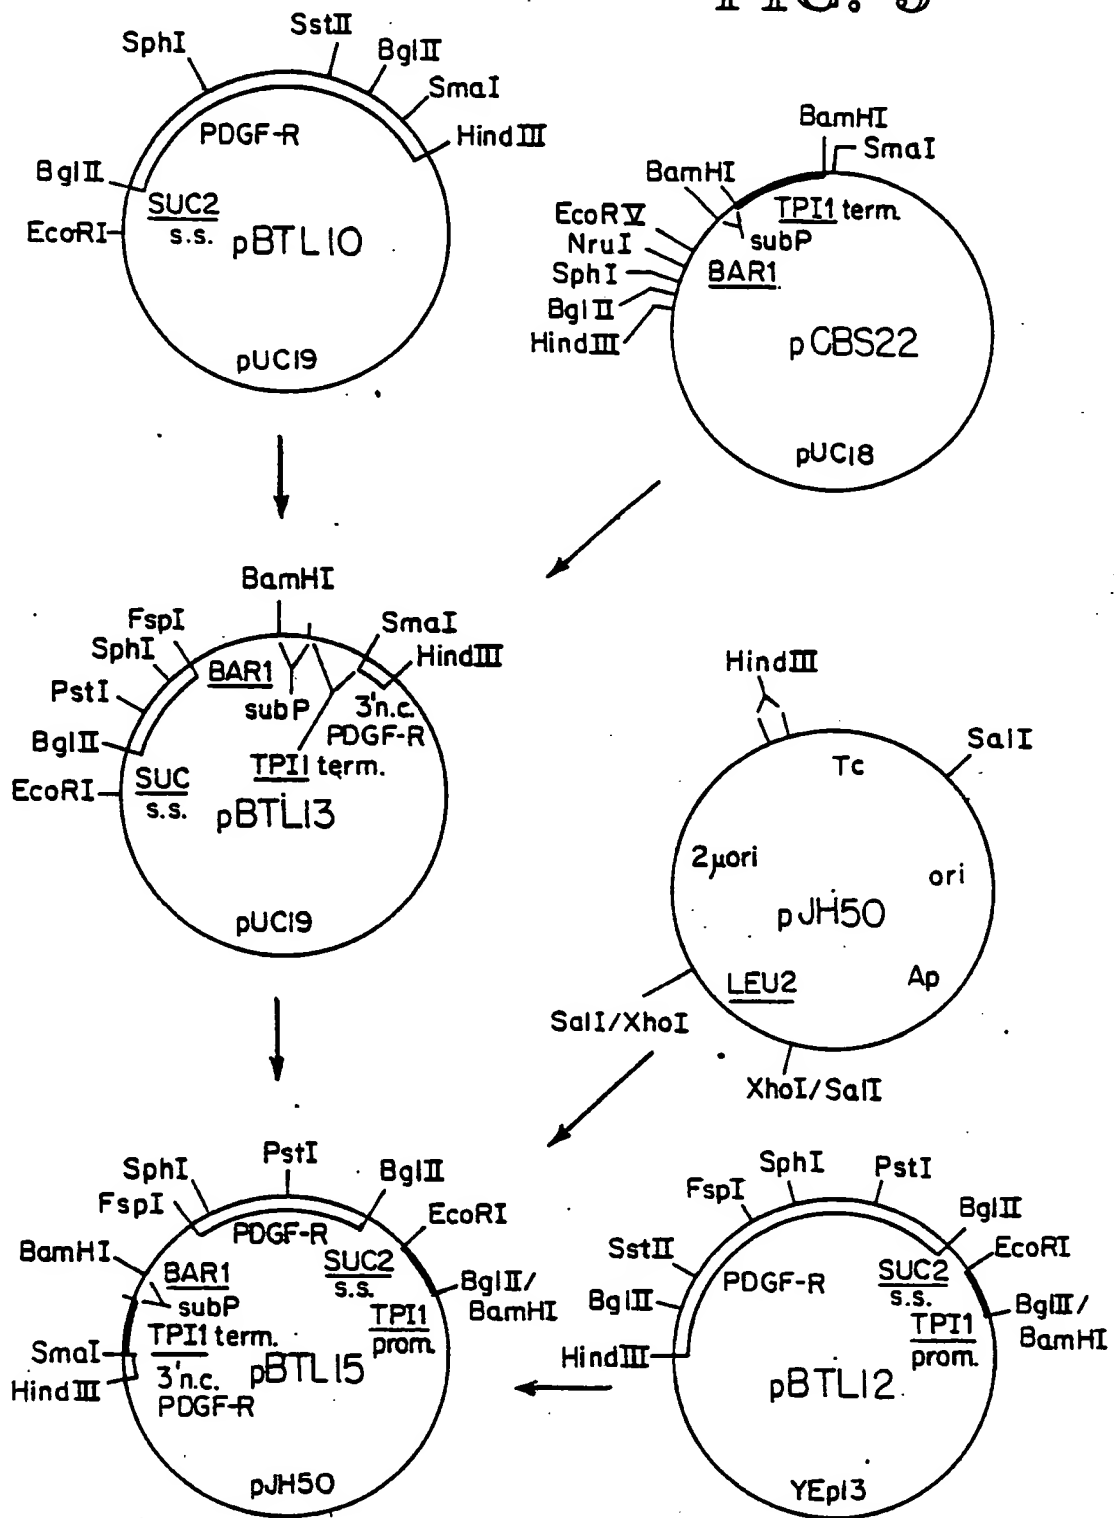 FIG. 5
SphI
SstII
BglII
SmaI
HindIII
PDGF-R
BglII
EcoRI
SUC2
s.s.
pBTL10
pUC19
BamHI
SmaI
BamHI
EcoRV
NruI
SphI
BglII
HindIII
TPI1 term.
subP
BAR1
pCBS22
pUC18
BamHI
FspI
SphI
PstI
BglII
EcoRI
SmaI
HindIII
BAR1
subP
3'n.c.
PDGF-R
TPI1 term.
SUC
s.s.
pBTL13
pUC19
HindIII
SalI
Tc
2μori
ori
pJH50
LEU2
Ap
SalI/XhoI
XhoI/SalI
PstI
SphI
FspI
BglII
EcoRI
BamHI
PDGF-R
SUC2
s.s.
BAR1
subP
BglII/
BamHI
TPI1
prom.
TPI1 term.
SmaI
HindIII
3'n.c.
PDGF-R
pBTL15
pJH50
SphI
PstI
FspI
BglII
SstII
EcoRI
PDGF-R
SUC2
s.s.
BglII
BglII/
BamHI
TPI1
prom.
HindIII
pBTL12
YEp13